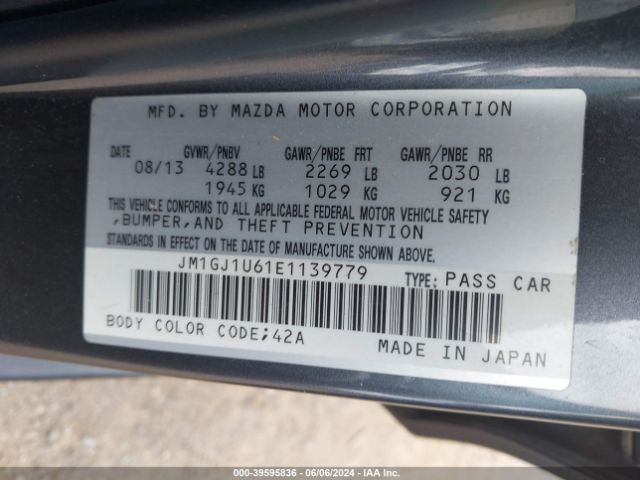 MFD. BY MAZDA MOTOR CORPORATION
DATE GVWR/PNBV GAWR/PNBE FRT GAWR/PNBE RR
08/13 4288 LB 2269 LB 2030 LB
1945 KG 1029 KG 921 KG
THIS VEHICLE CONFORMS TO ALL APPLICABLE FEDERAL MOTOR VEHICLE SAFETY
,BUMPER,AND THEFT PREVENTION
STANDARDS IN EFFECT ON THE DATE OF MANUFACTURE SHOWN ABOVE.
JM1GJ1U61E1139779 TYPE: PASS CAR
BODY COLOR CODE;42A MADE IN JAPAN
000-39595836 | 06/06/2024 | IAA Inc.